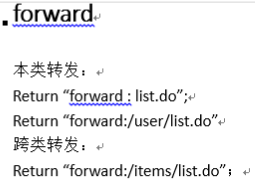 forward
本类转发：
Return “forward : list.do”;
Return “forward:/user/list.do”
跨类转发：
Return “forward:/items/list.do”；